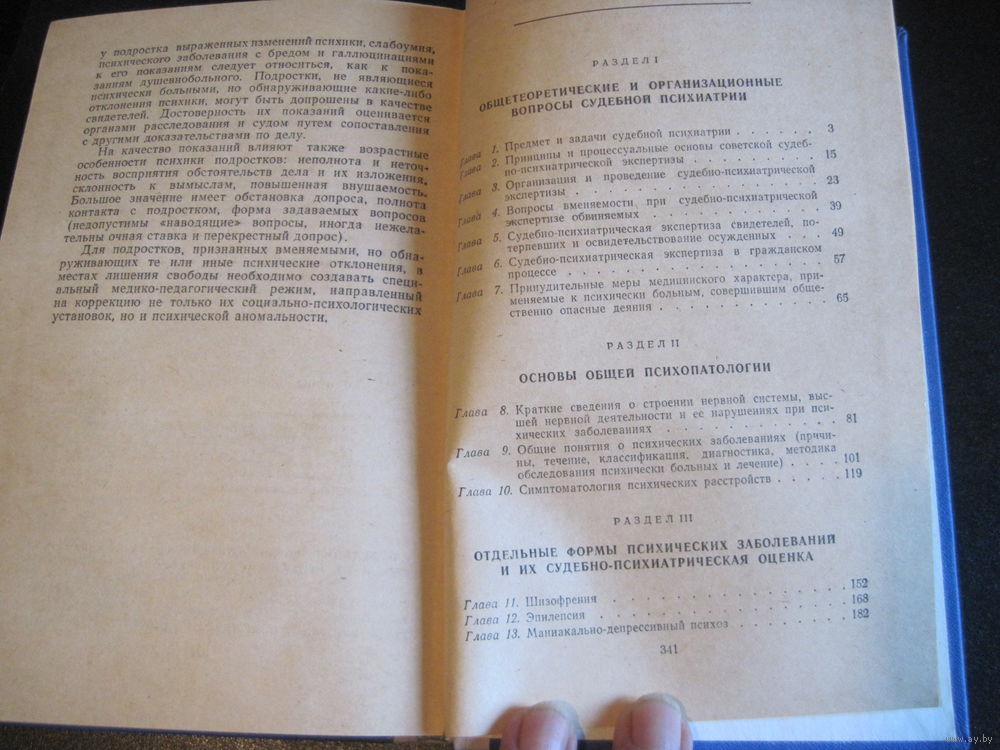 у подростка выраженных изменений психики, слабоумия,
психического заболевания с бредом и галлюцинациями
к его показаниям следует относиться, как к пока-
заниям душевнобольного. Подростки, не являющиеся
психически больными, но обнаруживающие какие-либо
отклонения психики, могут быть допрошены в качестве
свидетелей. Достоверность их показаний оценивается
органами расследования и судом путем сопоставления
с другими доказательствами по делу.
На качество показаний влияют также возрастные
особенности психики подростков: неполнота и неточ-
ность восприятия обстоятельств дела и их изложения,
склонность к вымыслам, повышенная внушаемость.
Большое значение имеет обстановка допроса, полнота
контакта с подростком, форма задаваемых вопросов
(недопустимы «наводящие» вопросы, иногда нежела-
тельны очная ставка и перекрестный допрос).
Для подростков, признанных вменяемыми, но обна-
руживающих те или иные психические отклонения, в
местах лишения свободы необходимо создавать специ-
альный медико-педагогический режим, направленный
на коррекцию не только их социально-психологических
установок, но и психической аномальности.
РАЗДЕЛ I
ОБЩЕТЕОРЕТИЧЕСКИЕ И ОРГАНИЗАЦИОННЫЕ
ВОПРОСЫ СУДЕБНОЙ ПСИХИАТРИИ
Глава 1. Предмет и задачи судебной психиатрии . . . . . . 3
Глава 2. Принципы и процессуальные основы советской судеб-
но-психиатрической экспертизы . . . . . . . . 15
Глава 3. Организация и проведение судебно-психиатрической
экспертизы . . . . . . . . . . . . . . . 23
Глава 4. Вопросы вменяемости при судебно-психиатрической
экспертизе обвиняемых . . . . . . . . . . . 39
Глава 5. Судебно-психиатрическая экспертиза свидетелей, по-
терпевших и освидетельствование осужденных . . . 49
Глава 6. Судебно-психиатрическая экспертиза в гражданском
процессе . . . . . . . . . . . . . . . 57
Глава 7. Принудительные меры медицинского характера, при-
меняемые к психически больным, совершившим обще-
ственно опасные деяния . . . . . . . . . . 65
РАЗДЕЛ II
ОСНОВЫ ОБЩЕЙ ПСИХОПАТОЛОГИИ
Глава 8. Краткие сведения о строении нервной системы, выс-
шей нервной деятельности и ее нарушениях при пси-
хических заболеваниях . . . . . . . . . . . 81
Глава 9. Общие понятия о психических заболеваниях (причи-
ны, течение, классификация, диагностика, методика
обследования психически больных и лечение) . . . . 101
Глава 10. Симптоматология психических расстройств . . . . . 119
РАЗДЕЛ III
ОТДЕЛЬНЫЕ ФОРМЫ ПСИХИЧЕСКИХ ЗАБОЛЕВАНИЙ
И ИХ СУДЕБНО-ПСИХИАТРИЧЕСКАЯ ОЦЕНКА
Глава 11. Шизофрения . . . . . . . . . . . . . 152
Глава 12. Эпилепсия . . . . . . . . . . . . . 168
Глава 13. Маниакально-депрессивный психоз . . . . . . . 182
341
www.ay.by